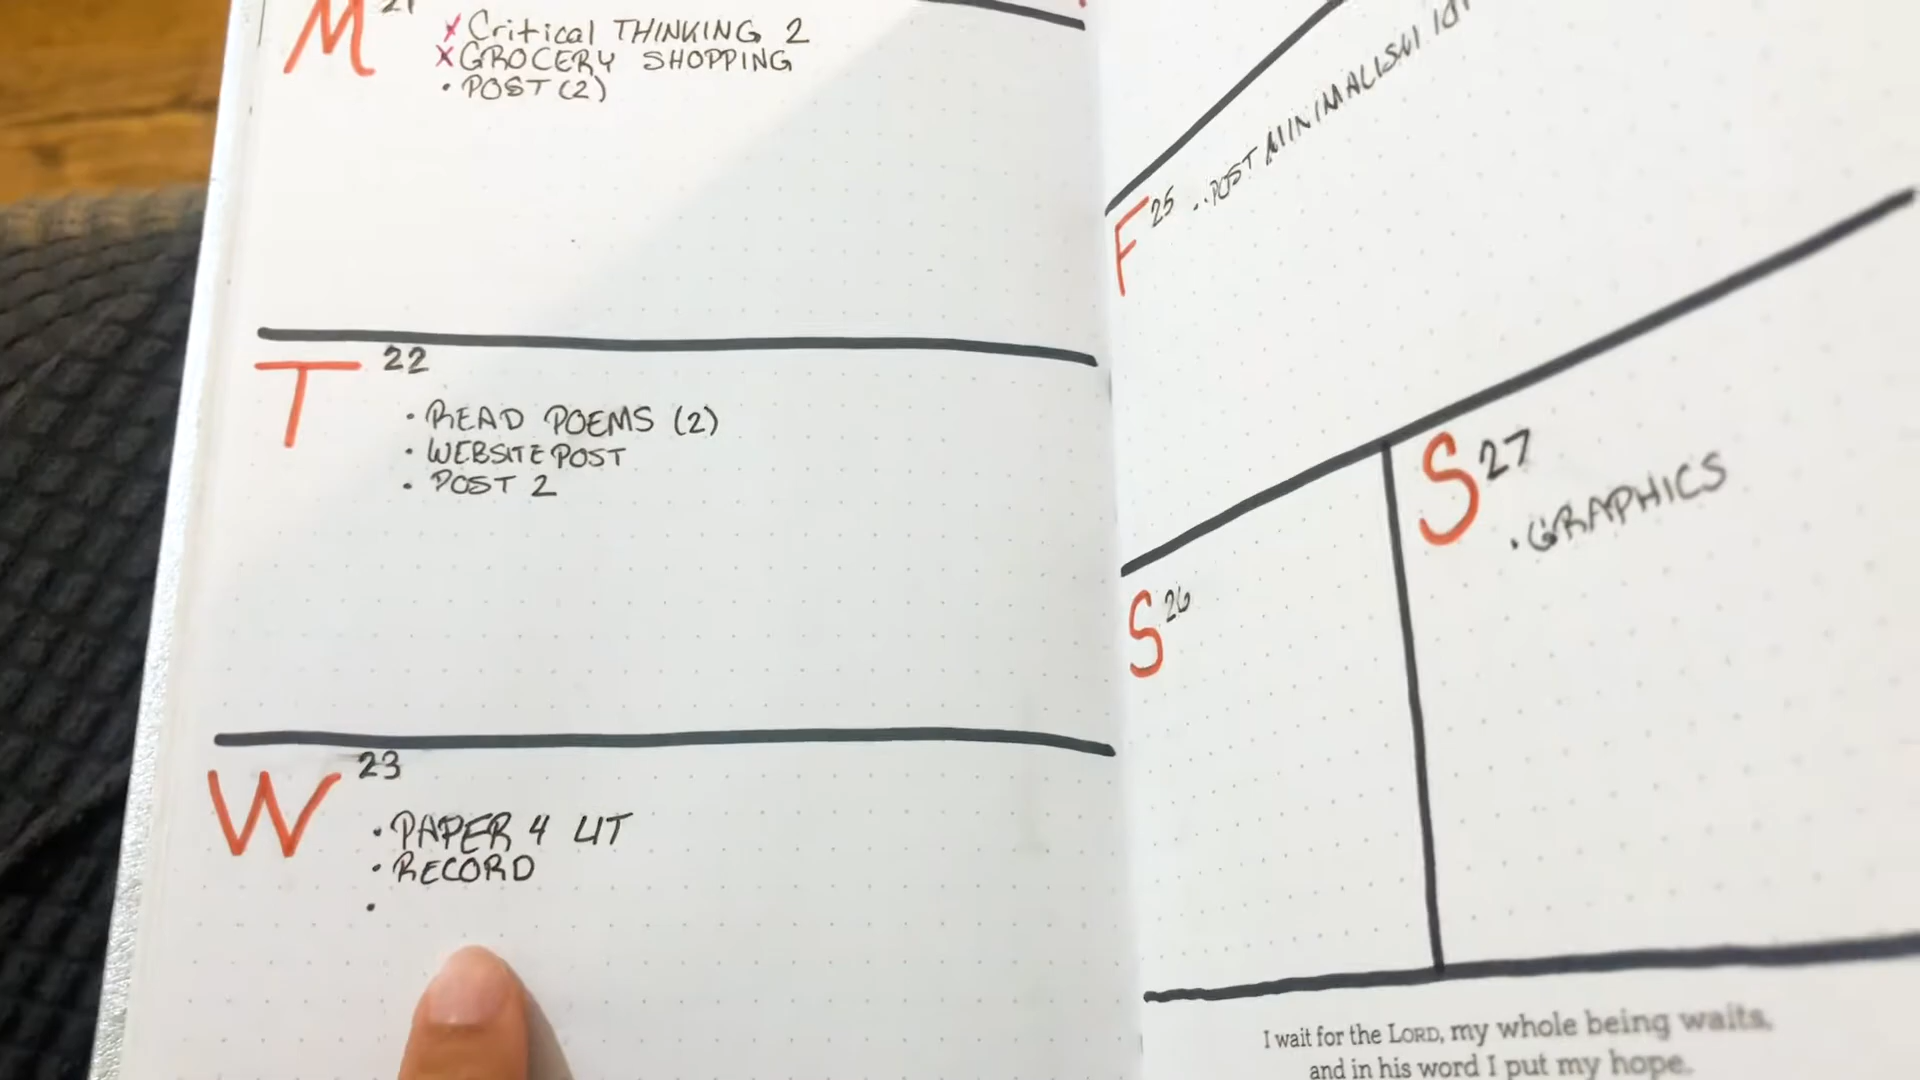 M 21
x Critical THINKING 2
x GROCERY SHOPPING
• POST (2)
T 22
• READ POEMS (2)
• WEBSITE POST
• POST 2
W 23
• PAPER 4 LIT
• RECORD
•
F 25 .. POST MINIMALISM
S 26
S 27
• GRAPHICS
I wait for the LORD, my whole being waits,
and in his word I put my hope.